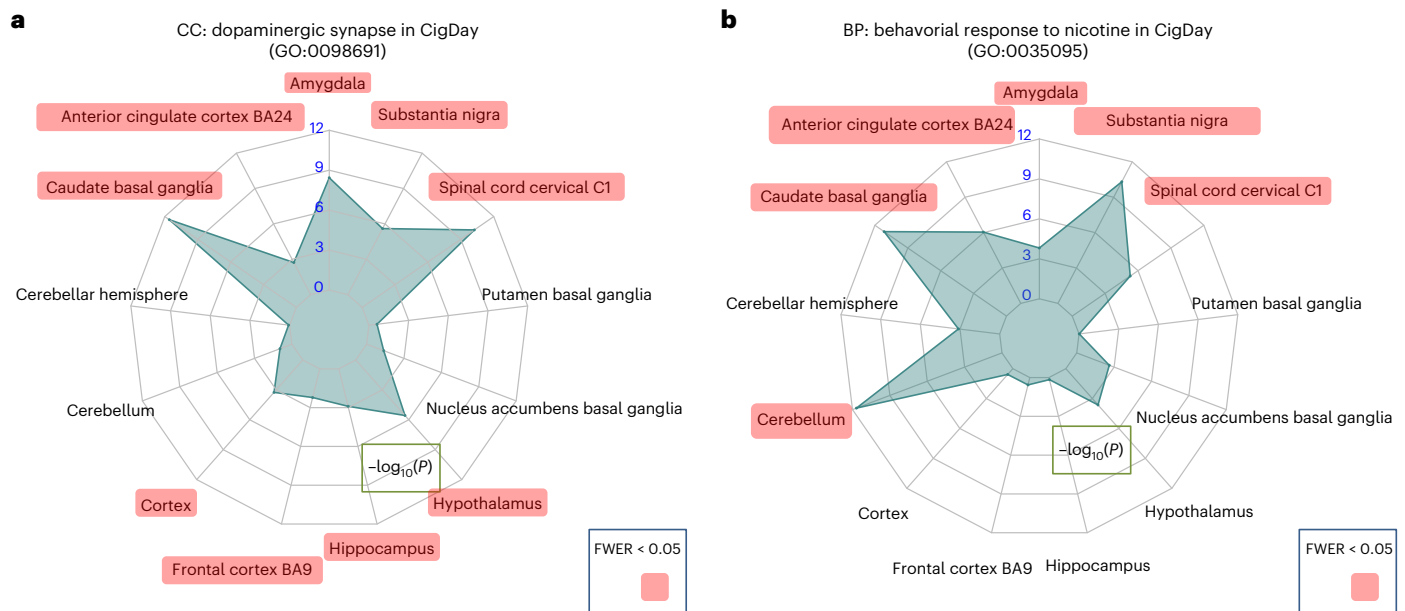 a
CC: dopaminergic synapse in CigDay
(GO:0098691)
Amygdala
Anterior cingulate cortex BA24
Substantia nigra
12
Caudate basal ganglia
Spinal cord cervical C1
9
6
3
0
Cerebellar hemisphere
Putamen basal ganglia
Cerebellum
Nucleus accumbens basal ganglia
–log10(P)
Cortex
Hypothalamus
Frontal cortex BA9
Hippocampus
FWER < 0.05
b
BP: behavorial response to nicotine in CigDay
(GO:0035095)
Amygdala
Anterior cingulate cortex BA24
Substantia nigra
12
Caudate basal ganglia
Spinal cord cervical C1
9
6
3
0
Cerebellar hemisphere
Putamen basal ganglia
Cerebellum
Nucleus accumbens basal ganglia
–log10(P)
Cortex
Hypothalamus
Frontal cortex BA9
Hippocampus
FWER < 0.05